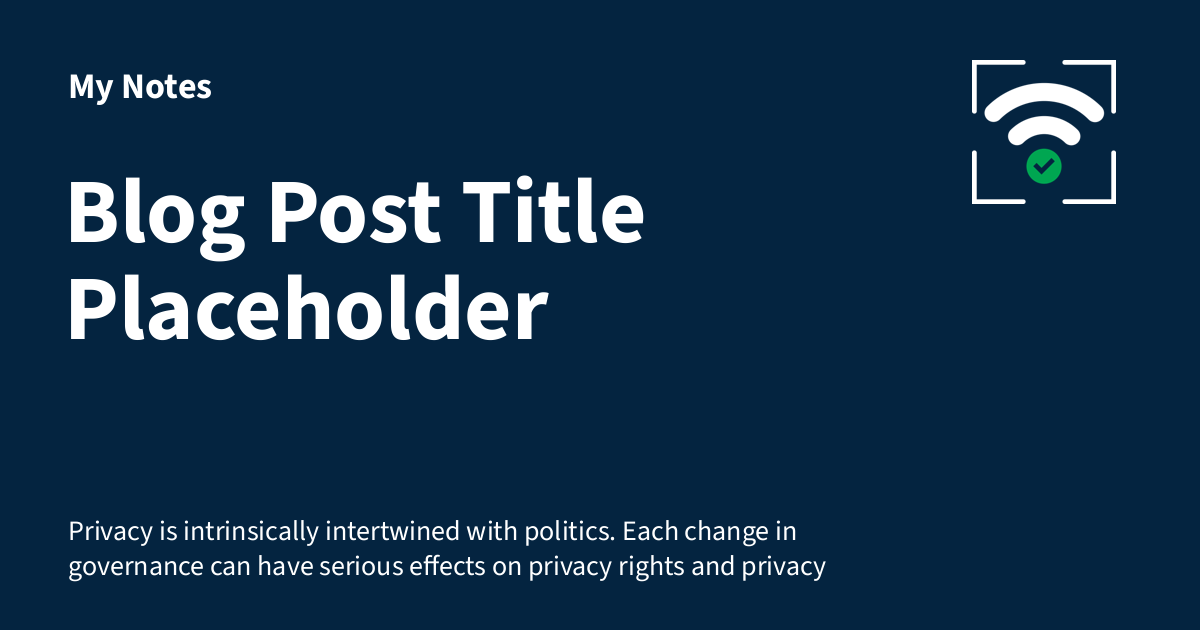 My Notes
Blog Post Title
Placeholder
Privacy is intrinsically intertwined with politics. Each change in
governance can have serious effects on privacy rights and privacy